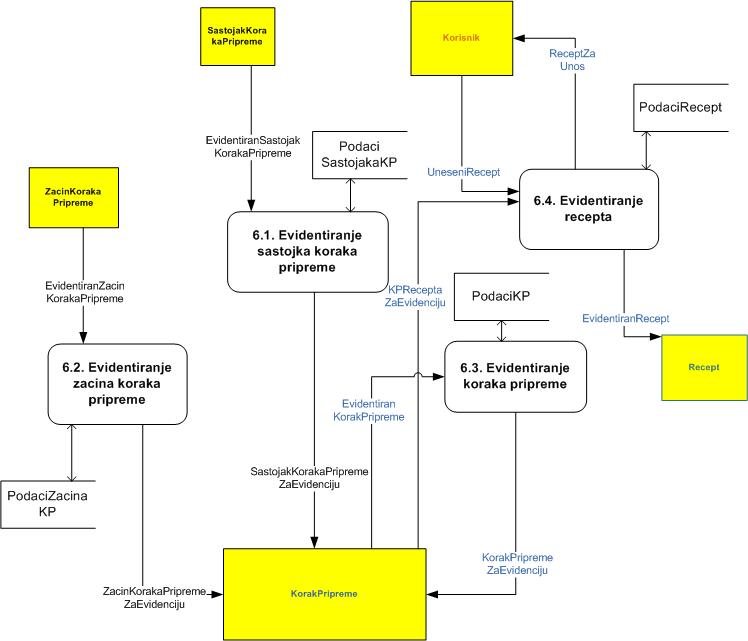 SastojakKora
kaPripreme
Korisnik
ReceptZa
Unos
PodaciRecept
EvidentiranSastojak
KorakaPripreme
Podaci
SastojakaKP
UneseniRecept
ZacinKoraka
Pripreme
6.4. Evidentiranje
recepta
6.1. Evidentiranje
sastojka koraka
pripreme
EvidentiranZacin
KorakaPripreme
KPRecepta
ZaEvidenciju
PodaciKP
EvidentiranRecept
6.2. Evidentiranje
zacina koraka
pripreme
6.3. Evidentiranje
koraka pripreme
Recept
Evidentiran
KorakPripreme
SastojakKorakaPripreme
ZaEvidenciju
PodaciZacina
KP
KorakPripreme
ZaEvidenciju
ZacinKorakaPripreme
ZaEvidenciju
KorakPripreme